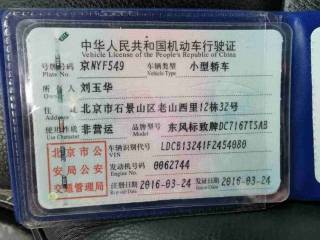 中华人民共和国机动车行驶证
Vehicle License of the People's Republic of China
号牌号码 京NYF549 车辆类型 小型轿车
Plate No. Vehicle Type
所有人 刘玉华
住址 北京市石景山区老山西里12栋32号
使用性质 非营运 品牌型号 东风标致牌DC7167TSAB
北京市公安局公安交通管理局
车辆识别代号 LDCB13241F2454080
VIN
发动机号码 0062744
Engine No.
注册日期 2016-03-24 发证日期 2016-03-24
Register Date Issue Date